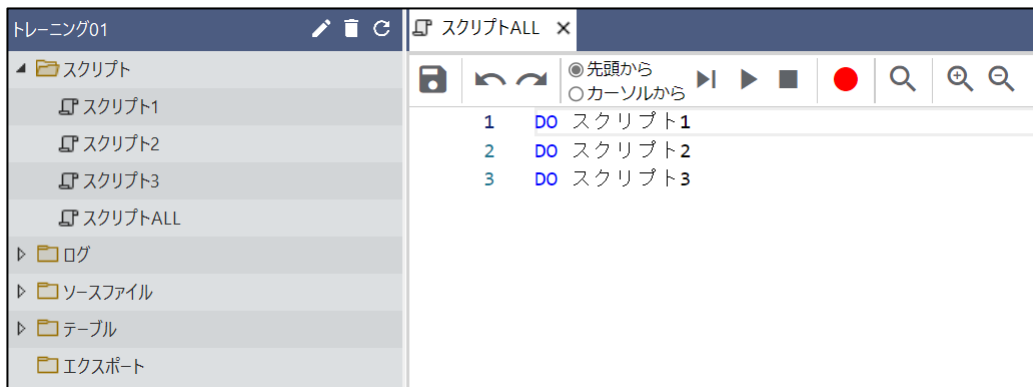 トレーニング01
スクリプト
スクリプト1
スクリプト2
スクリプト3
スクリプトALL
ログ
ソースファイル
テーブル
エクスポート
スクリプトALL
先頭から
カーソルから
1 DO スクリプト1
2 DO スクリプト2
3 DO スクリプト3